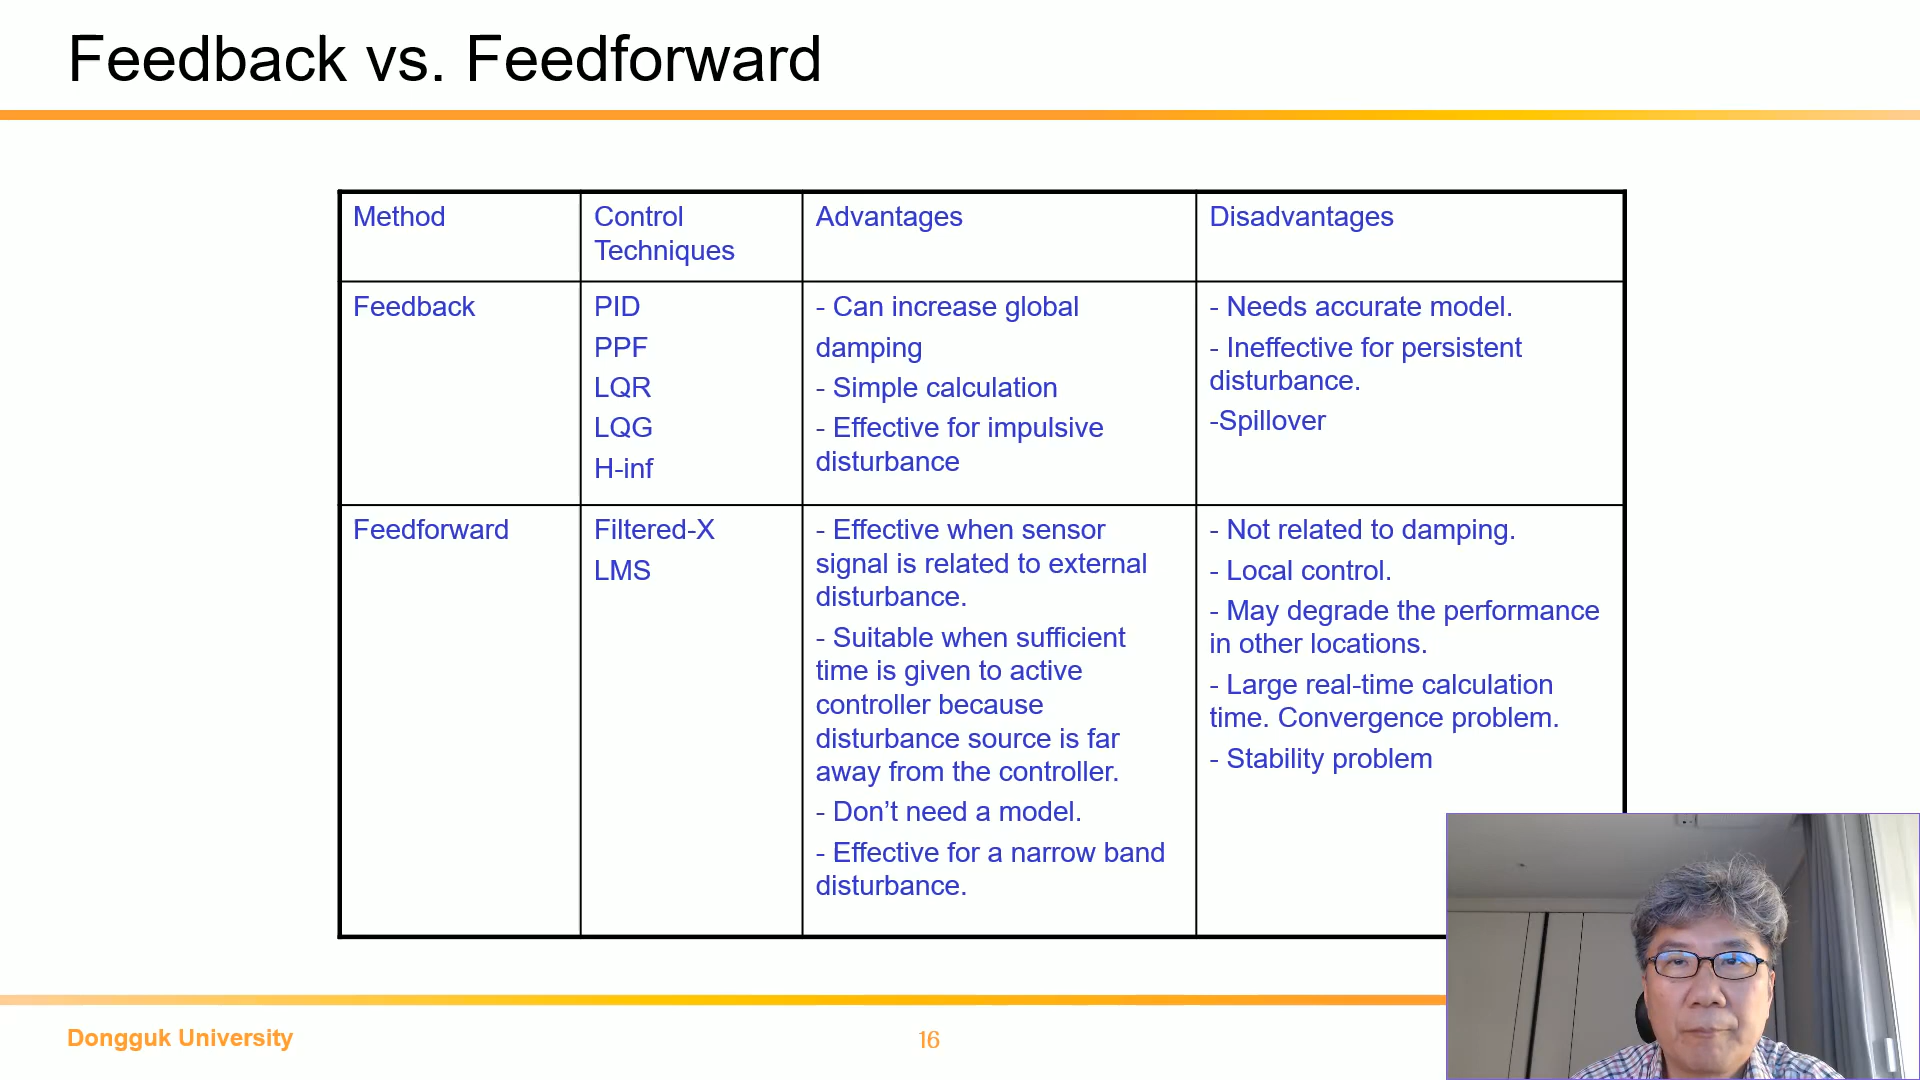 Feedback vs. Feedforward
Method
Control
Techniques
Advantages
Disadvantages
Feedback
PID
PPF
LQR
LQG
H-inf
- Can increase global
damping
- Simple calculation
- Effective for impulsive
disturbance
- Needs accurate model.
- Ineffective for persistent
disturbance.
-Spillover
Feedforward
Filtered-X
LMS
- Effective when sensor
signal is related to external
disturbance.
- Suitable when sufficient
time is given to active
controller because
disturbance source is far
away from the controller.
- Don’t need a model.
- Effective for a narrow band
disturbance.
- Not related to damping.
- Local control.
- May degrade the performance
in other locations.
- Large real-time calculation
time. Convergence problem.
- Stability problem
Dongguk University
16